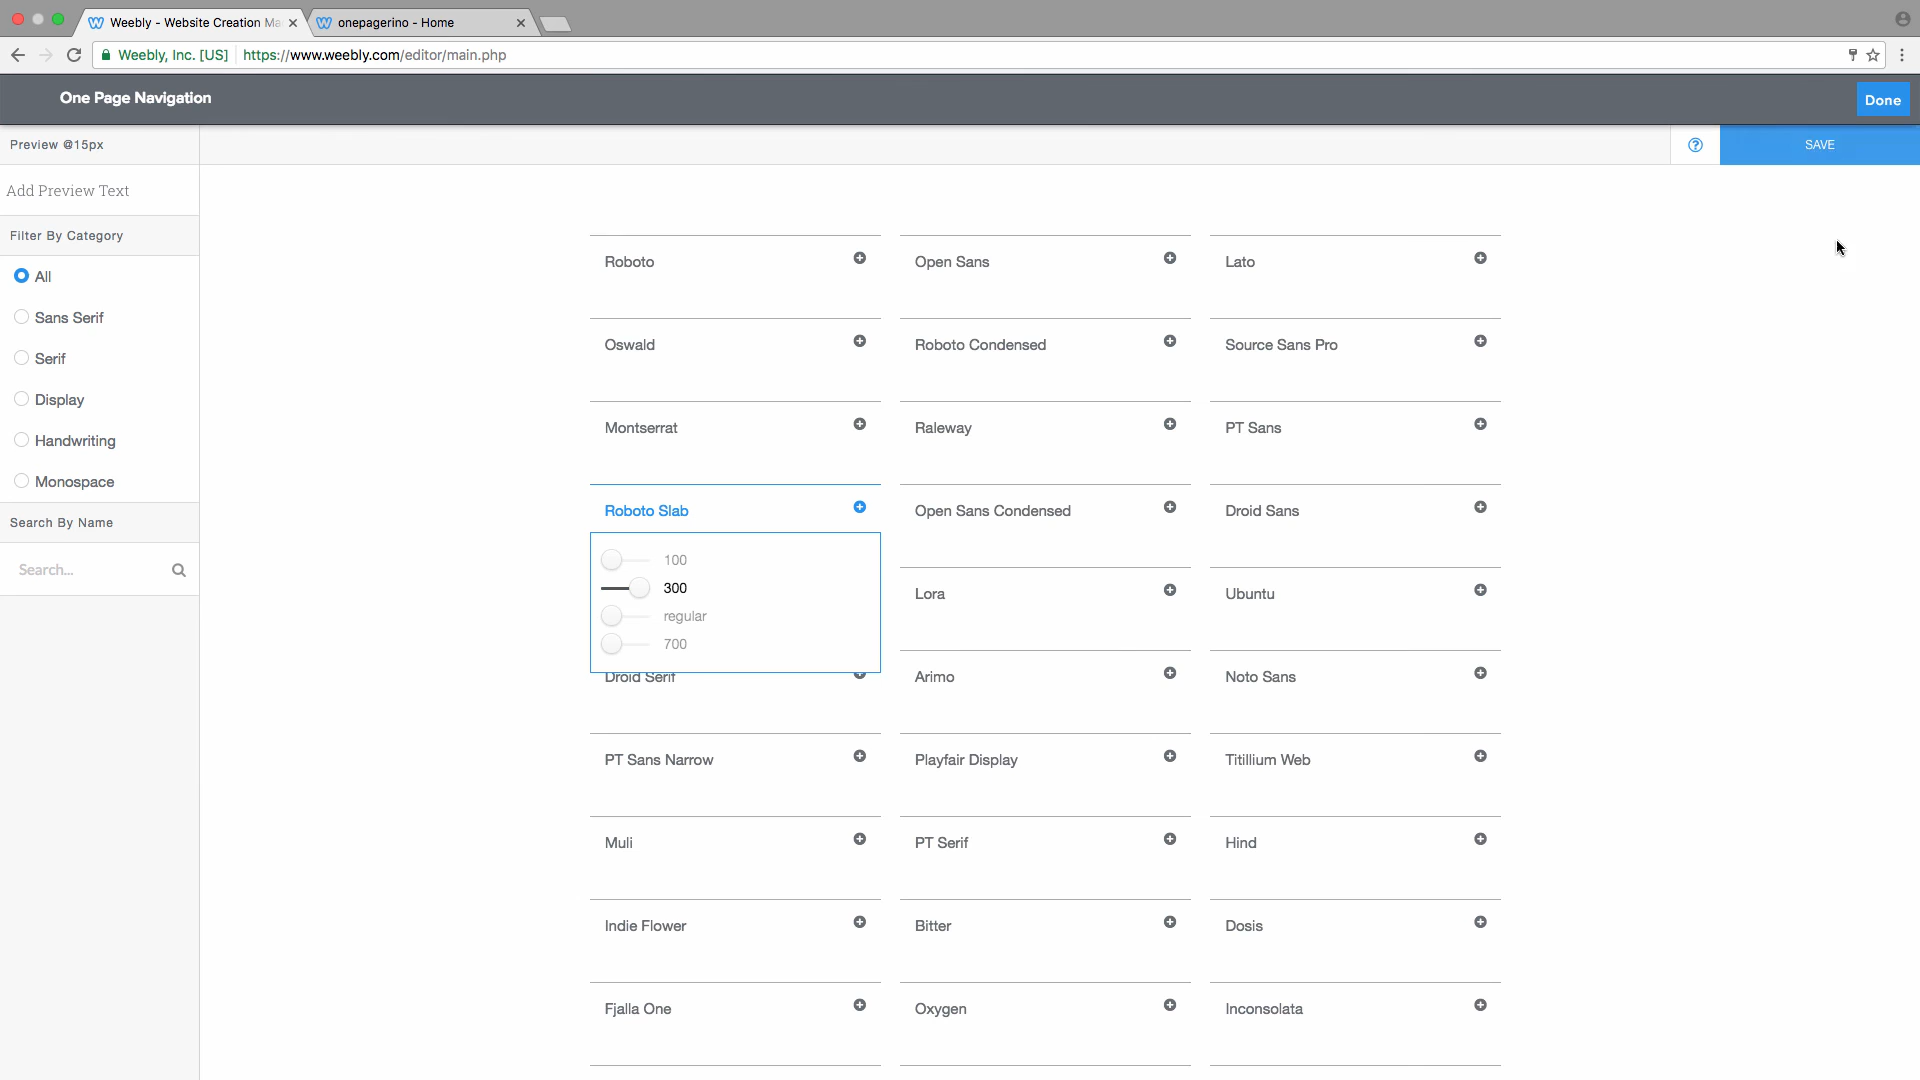 Weebly - Website Creation Ma
onepagerino - Home
Weebly, Inc. [US]
https://www.weebly.com/editor/main.php
One Page Navigation
Done
Preview @15px
SAVE
Add Preview Text
Filter By Category
All
Sans Serif
Serif
Display
Handwriting
Monospace
Search By Name
Search...
Roboto
Open Sans
Lato
Oswald
Roboto Condensed
Source Sans Pro
Montserrat
Raleway
PT Sans
Roboto Slab
Open Sans Condensed
Droid Sans
100
300
regular
700
Lora
Ubuntu
Droid Serif
Arimo
Noto Sans
PT Sans Narrow
Playfair Display
Titillium Web
Muli
PT Serif
Hind
Indie Flower
Bitter
Dosis
Fjalla One
Oxygen
Inconsolata